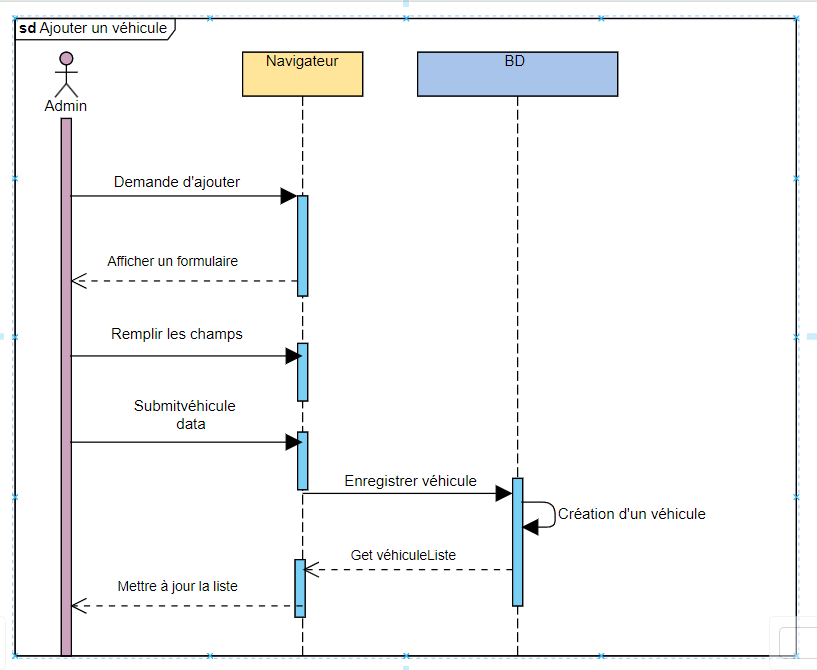 sd Ajouter un véhicule
Navigateur
BD
Admin
Demande d'ajouter
Afficher un formulaire
Remplir les champs
Submitvéhicule
data
Enregistrer véhicule
Création d'un véhicule
Get véhiculeListe
Mettre à jour la liste